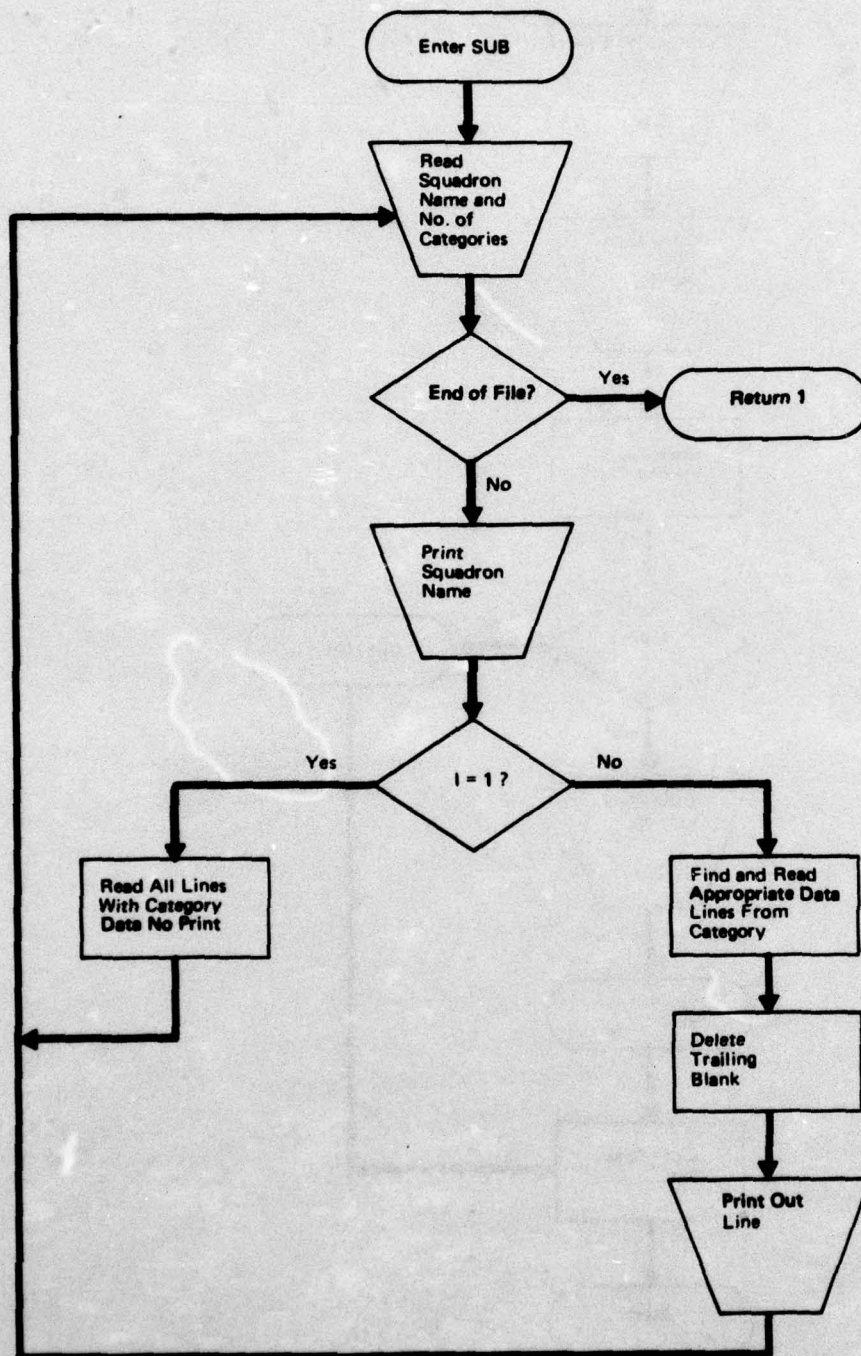 Enter SUB
Read
Squadron
Name and
No. of
Categories
End of File?
Yes
Return 1
No
Print
Squadron
Name
Yes
I = 1 ?
No
Read All Lines
With Category
Data No Print
Find and Read
Appropriate Data
Lines From
Category
Delete
Trailing
Blank
Print Out
Line